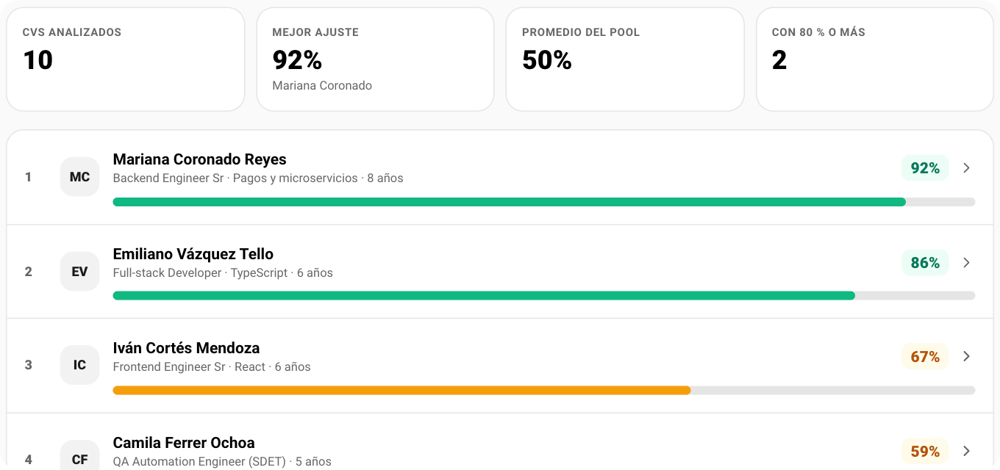 CVS ANALIZADOS
10
MEJOR AJUSTE
92%
Mariana Coronado
PROMEDIO DEL POOL
50%
CON 80 % O MÁS
2
1
MC
Mariana Coronado Reyes
Backend Engineer Sr · Pagos y microservicios · 8 años
92%
2
EV
Emiliano Vázquez Tello
Full-stack Developer · TypeScript · 6 años
86%
3
IC
Iván Cortés Mendoza
Frontend Engineer Sr · React · 6 años
67%
4
CF
Camila Ferrer Ochoa
QA Automation Engineer (SDET) · 5 años
59%